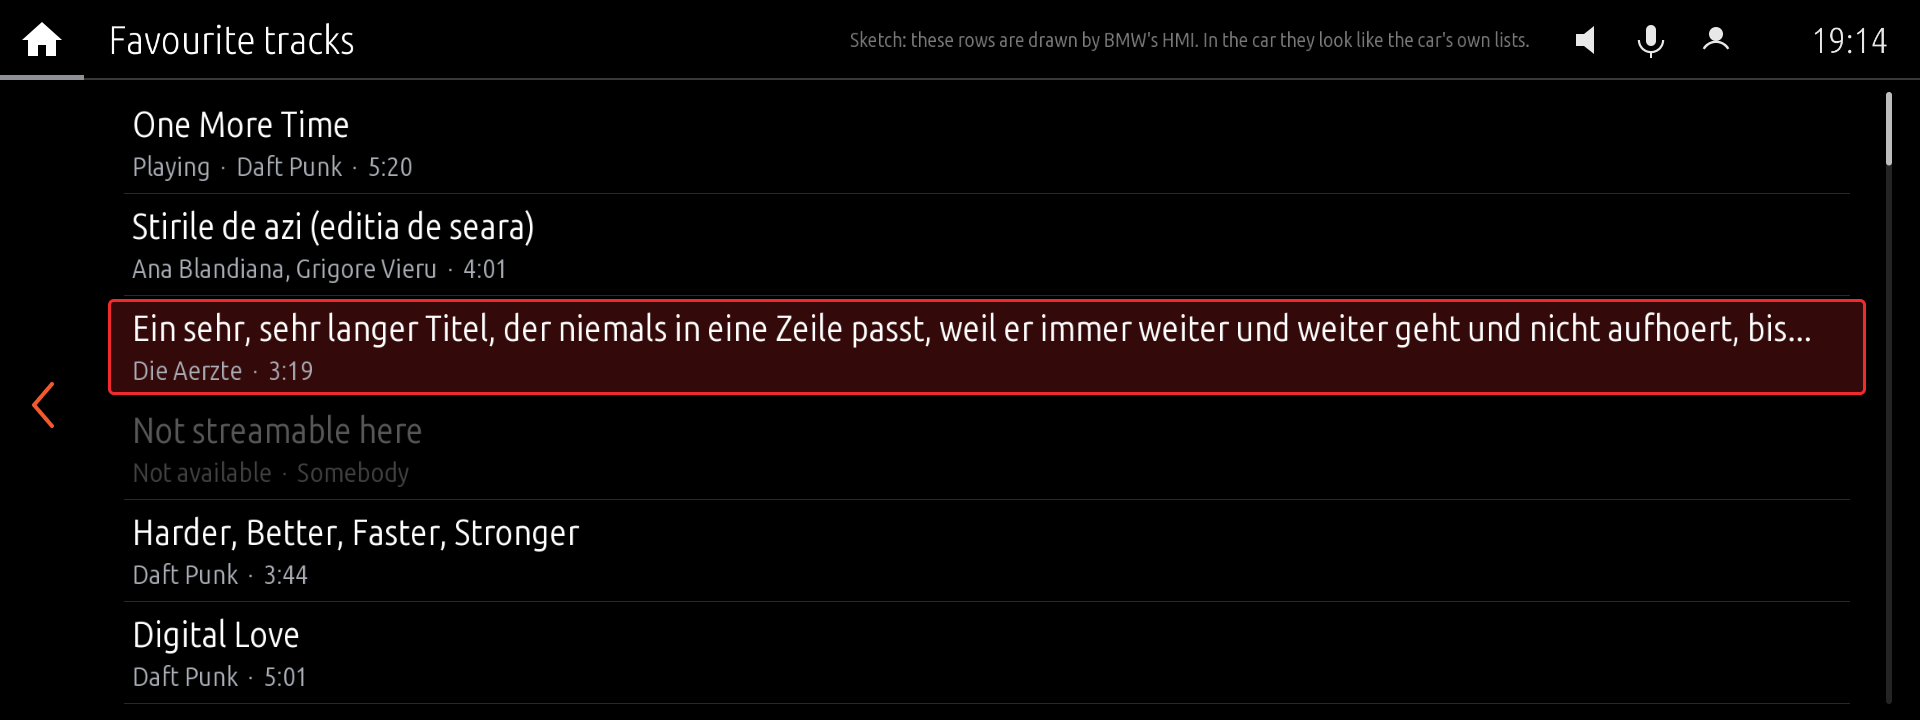 Favourite tracks
Sketch: these rows are drawn by BMW's HMI. In the car they look like the car's own lists.
19:14
One More Time
Playing · Daft Punk · 5:20
Stirile de azi (editia de seara)
Ana Blandiana, Grigore Vieru · 4:01
Ein sehr, sehr langer Titel, der niemals in eine Zeile passt, weil er immer weiter und weiter geht und nicht aufhoert, bis...
Die Aerzte · 3:19
Not streamable here
Not available · Somebody
Harder, Better, Faster, Stronger
Daft Punk · 3:44
Digital Love
Daft Punk · 5:01